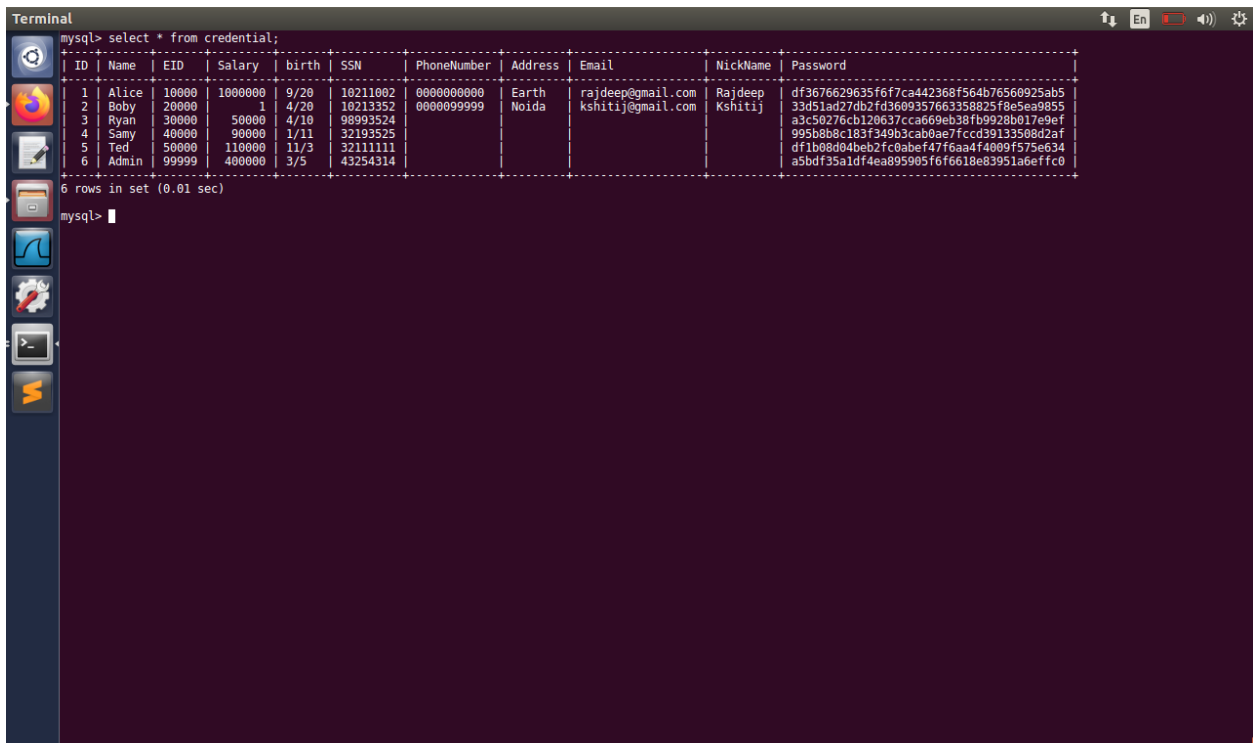 Terminal
En
mysql> select * from credential;
+----+-------+-------+---------+-------+----------+-------------+---------+-------------------+----------+------------------------------------------+
| ID | Name  | EID   | Salary  | birth | SSN      | PhoneNumber | Address | Email             | NickName | Password                                 |
+----+-------+-------+---------+-------+----------+-------------+---------+-------------------+----------+------------------------------------------+
|  1 | Alice | 10000 | 1000000 | 9/20  | 10211002 | 0000000000  | Earth   | rajdeep@gmail.com | Rajdeep  | df3676629635f6f7ca442368f564b76560925ab5 |
|  2 | Boby  | 20000 |       1 | 4/20  | 10213352 | 0000099999  | Noida   | kshitij@gmail.com | Kshitij  | 33d51ad27db2fd3609357663358825f8e5ea9855 |
|  3 | Ryan  | 30000 |   50000 | 4/10  | 98993524 |             |         |                   |          | a3c50276cb120637cca669eb38fb9928b017e9ef |
|  4 | Samy  | 40000 |   90000 | 1/11  | 32193525 |             |         |                   |          | 995b8b8c183f349b3cab0ae7fccd39133508d2af |
|  5 | Ted   | 50000 |  110000 | 11/3  | 32111111 |             |         |                   |          | df1b08d04beb2fc0abef47f6aa4f4009f575e634 |
|  6 | Admin | 99999 |  400000 | 3/5   | 43254314 |             |         |                   |          | a5bdf35a1df4ea895905f6f6618e83951a6effc0 |
+----+-------+-------+---------+-------+----------+-------------+---------+-------------------+----------+------------------------------------------+
6 rows in set (0.01 sec)
mysql>